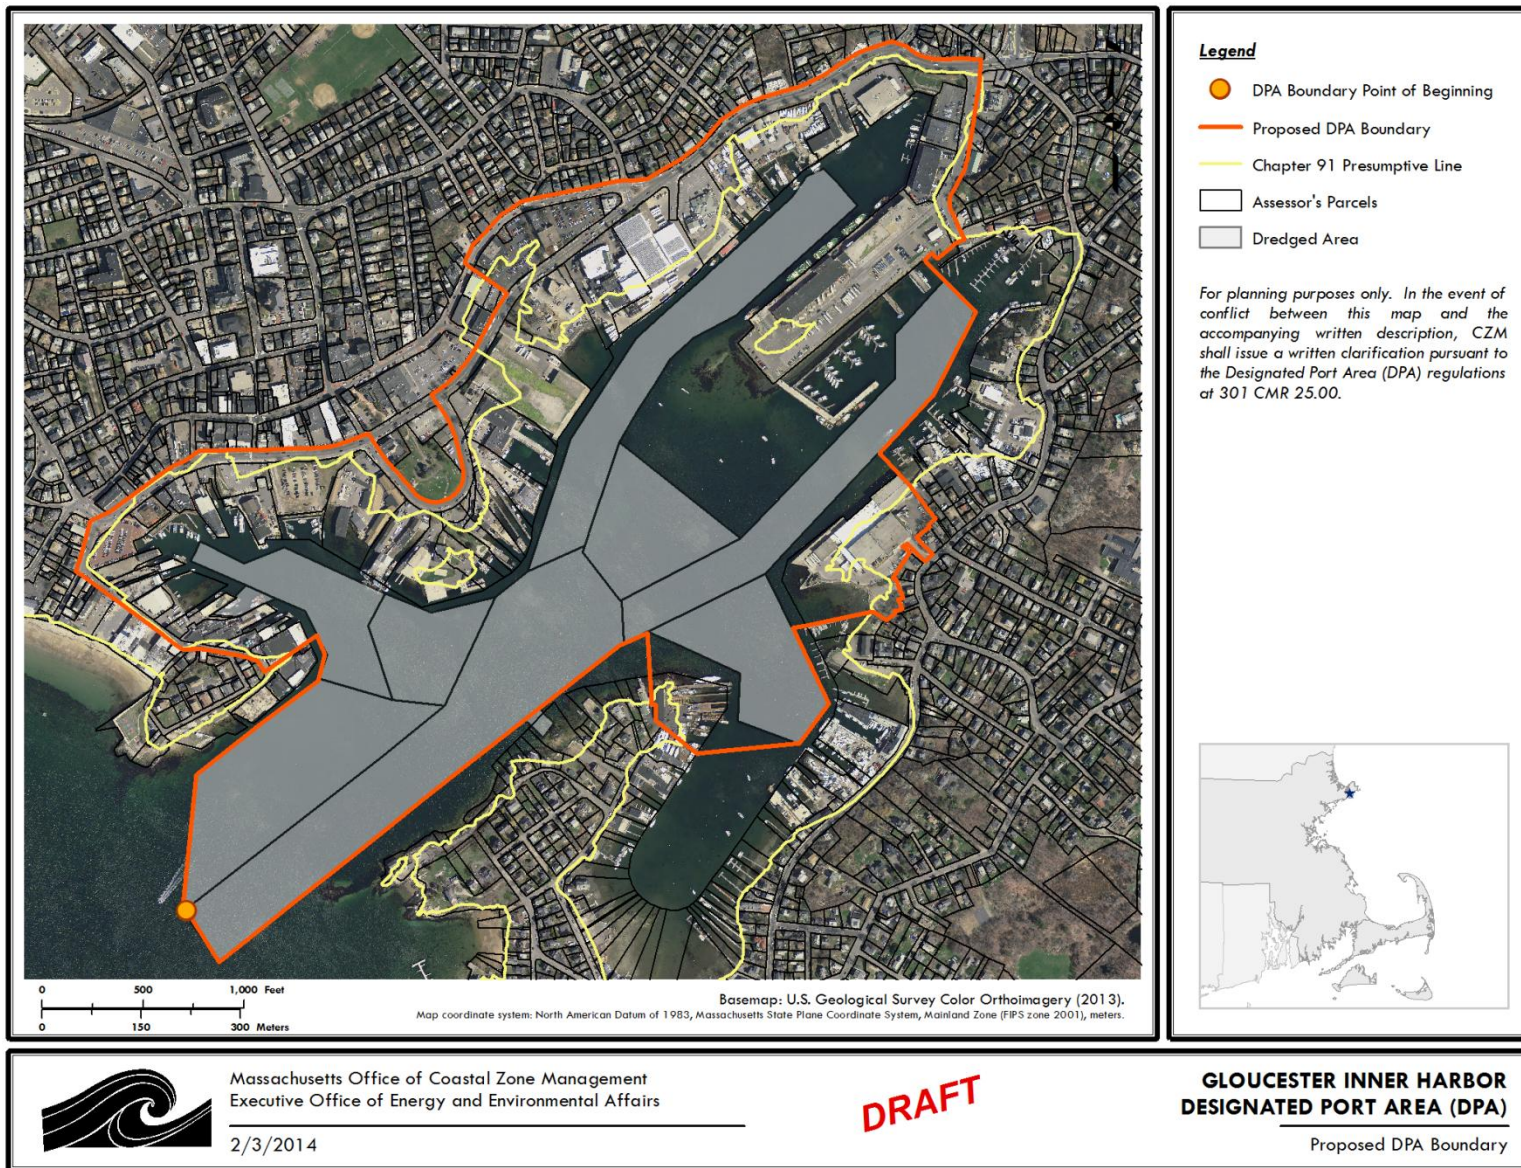 Legend
DPA Boundary Point of Beginning
Proposed DPA Boundary
Chapter 91 Presumptive Line
Assessor's Parcels
Dredged Area
For planning purposes only. In the event of
conflict between this map and the
accompanying written description, CZM
shall issue a written clarification pursuant to
the Designated Port Area (DPA) regulations
at 301 CMR 25.00.
0 500 1,000 Feet
0 150 300 Meters
Basemap: U.S. Geological Survey Color Orthoimagery (2013).
Map coordinate system: North American Datum of 1983, Massachusetts State Plane Coordinate System, Mainland Zone (FIPS zone 2001), meters.
Massachusetts Office of Coastal Zone Management
Executive Office of Energy and Environmental Affairs
2/3/2014
DRAFT
GLOUCESTER INNER HARBOR
DESIGNATED PORT AREA (DPA)
Proposed DPA Boundary